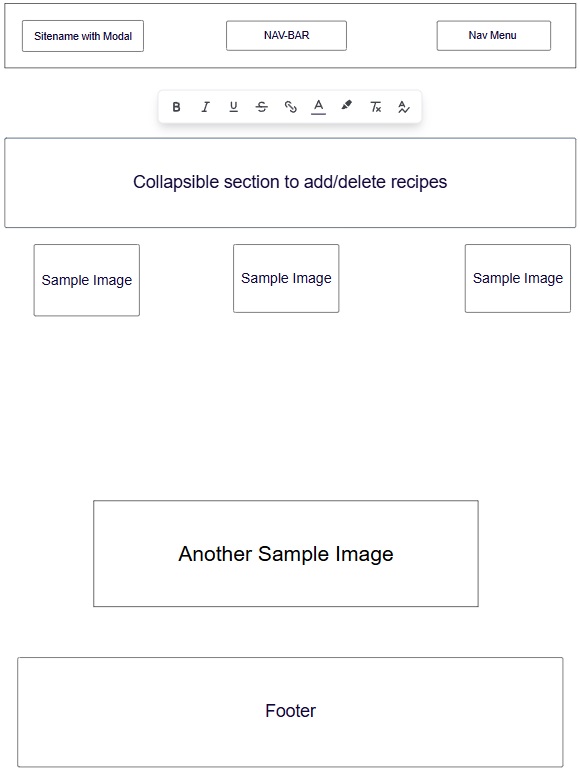 Sitename with Modal
NAV-BAR
Nav Menu
B I U S A Tx A
Collapsible section to add/delete recipes
Sample Image
Sample Image
Sample Image
Another Sample Image
Footer